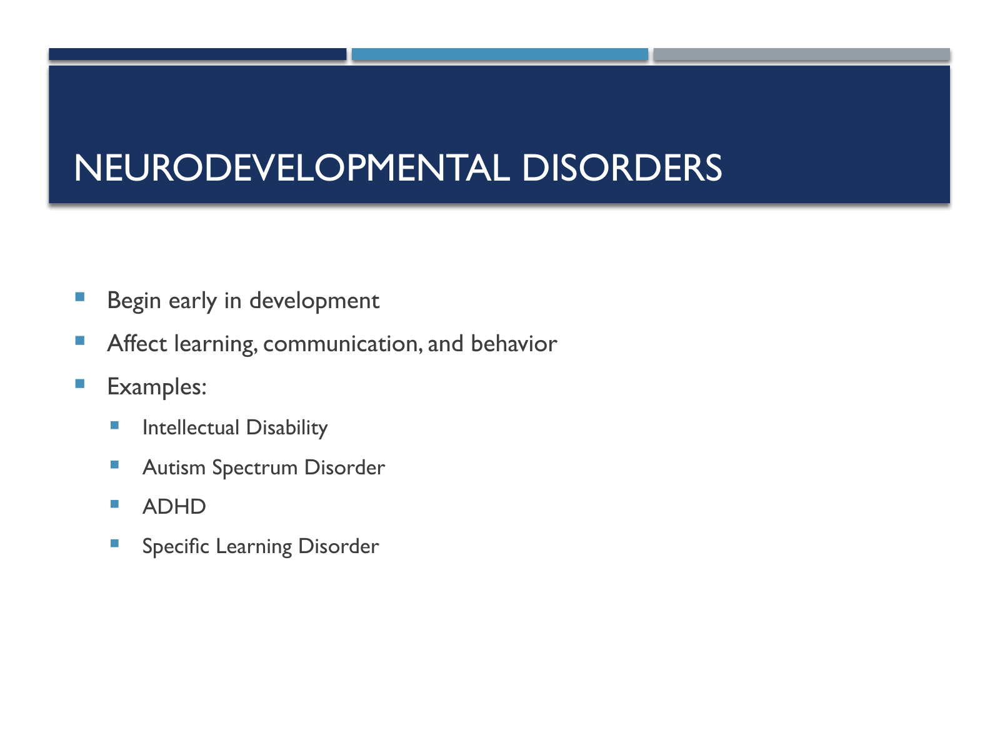 NEURODEVELOPMENTAL DISORDERS
Begin early in development
Affect learning, communication, and behavior
Examples:
Intellectual Disability
Autism Spectrum Disorder
ADHD
Specific Learning Disorder